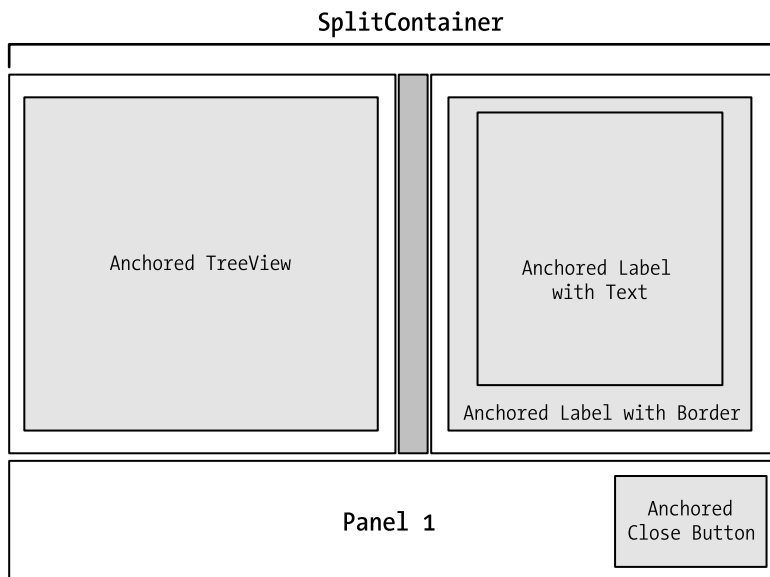 SplitContainer
Anchored TreeView
Anchored Label
with Text
Anchored Label with Border
Panel 1
Anchored
Close Button